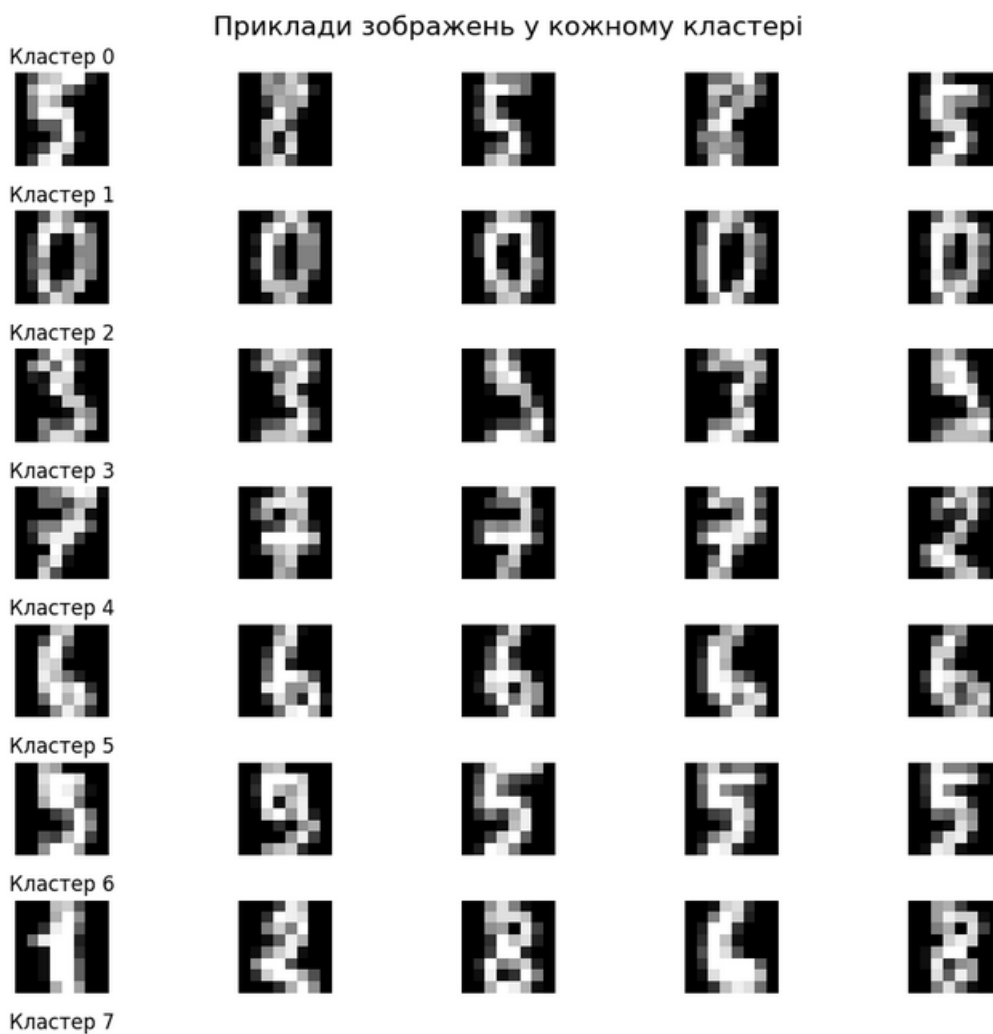 Приклади зображень у кожному кластері
Кластер 0
Кластер 1
Кластер 2
Кластер 3
Кластер 4
Кластер 5
Кластер 6
Кластер 7